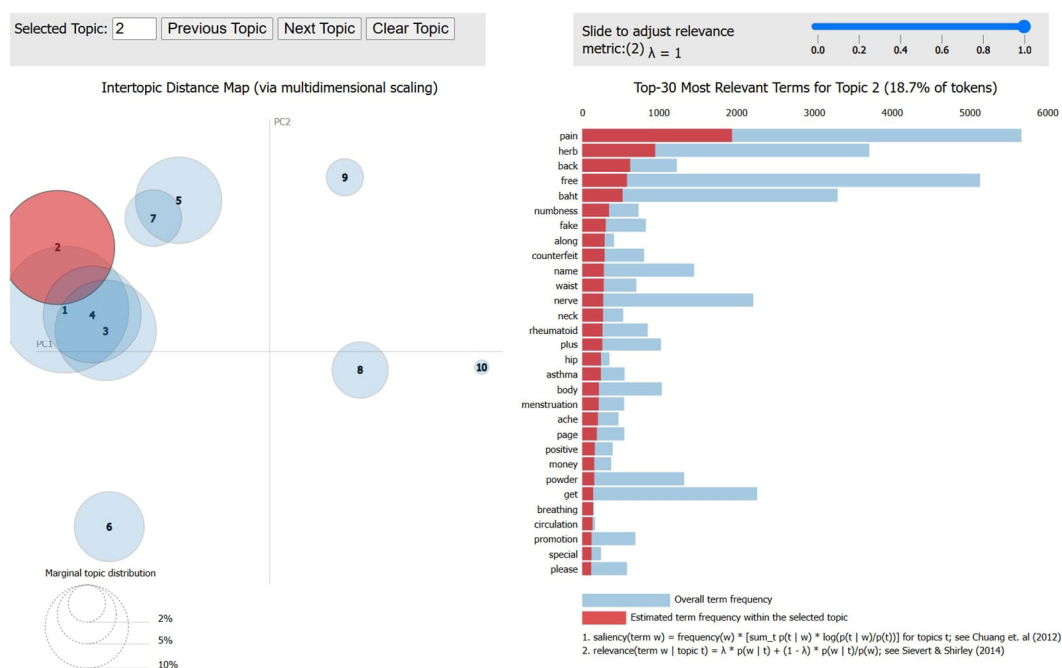 Selected Topic: 2 Previous Topic Next Topic Clear Topic
Slide to adjust relevance
metric:(2) λ = 1
0.0 0.2 0.4 0.6 0.8 1.0
Intertopic Distance Map (via multidimensional scaling)
PC2
PC1
1
2
3
4
5
6
7
8
9
10
Marginal topic distribution
2%
5%
10%
Top-30 Most Relevant Terms for Topic 2 (18.7% of tokens)
0 1000 2000 3000 4000 5000 6000
pain
herb
back
free
baht
numbness
fake
along
counterfeit
name
waist
nerve
neck
rheumatoid
plus
hip
asthma
body
menstruation
ache
page
positive
money
powder
get
breathing
circulation
promotion
special
please
Overall term frequency
Estimated term frequency within the selected topic
1. saliency(term w) = frequency(w) * [sum_t p(t | w) * log(p(t | w)/p(t))] for topics t; see Chuang et. al (2012)
2. relevance(term w | topic t) = λ * p(w | t) + (1 - λ) * p(w | t)/p(w); see Sievert & Shirley (2014)